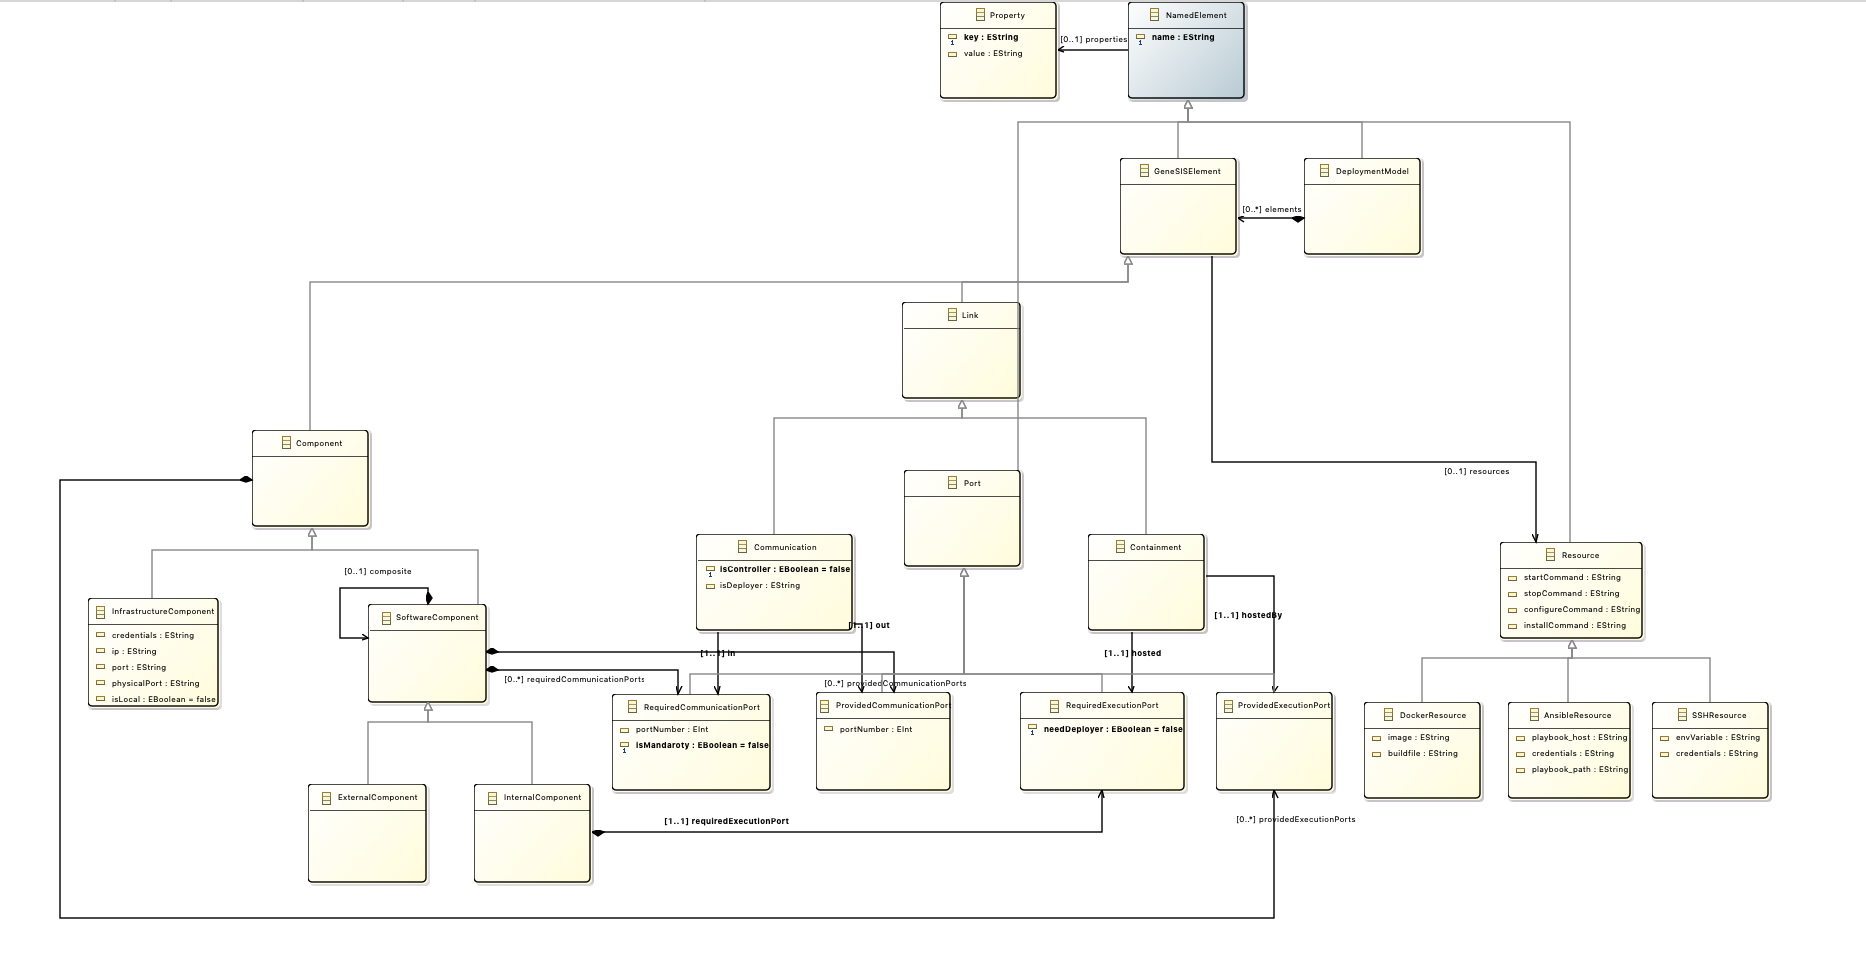 Property
key : EString
value : EString
[0..1] properties
NamedElement
name : EString
GeneSISElement
[0..*] elements
DeploymentModel
Link
Component
Port
[0..1] resources
Communication
isController : EBoolean = false
isDeployer : EString
Containment
Resource
startCommand : EString
stopCommand : EString
configureCommand : EString
installCommand : EString
[0..1] composite
InfrastructureComponent
credentials : EString
ip : EString
port : EString
physicalPort : EString
isLocal : EBoolean = false
SoftwareComponent
[1..1] out
[1..1] hostedBy
[1..1] in
[1..1] hosted
[0..*] requiredCommunicationPorts
[0..*] providedCommunicationPorts
RequiredCommunicationPort
portNumber : EInt
isMandaroty : EBoolean = false
ProvidedCommunicationPort
portNumber : EInt
RequiredExecutionPort
needDeployer : EBoolean = false
ProvidedExecutionPort
DockerResource
image : EString
buildfile : EString
AnsibleResource
playbook_host : EString
credentials : EString
playbook_path : EString
SSHResource
envVariable : EString
credentials : EString
ExternalComponent
InternalComponent
[1..1] requiredExecutionPort
[0..*] providedExecutionPorts